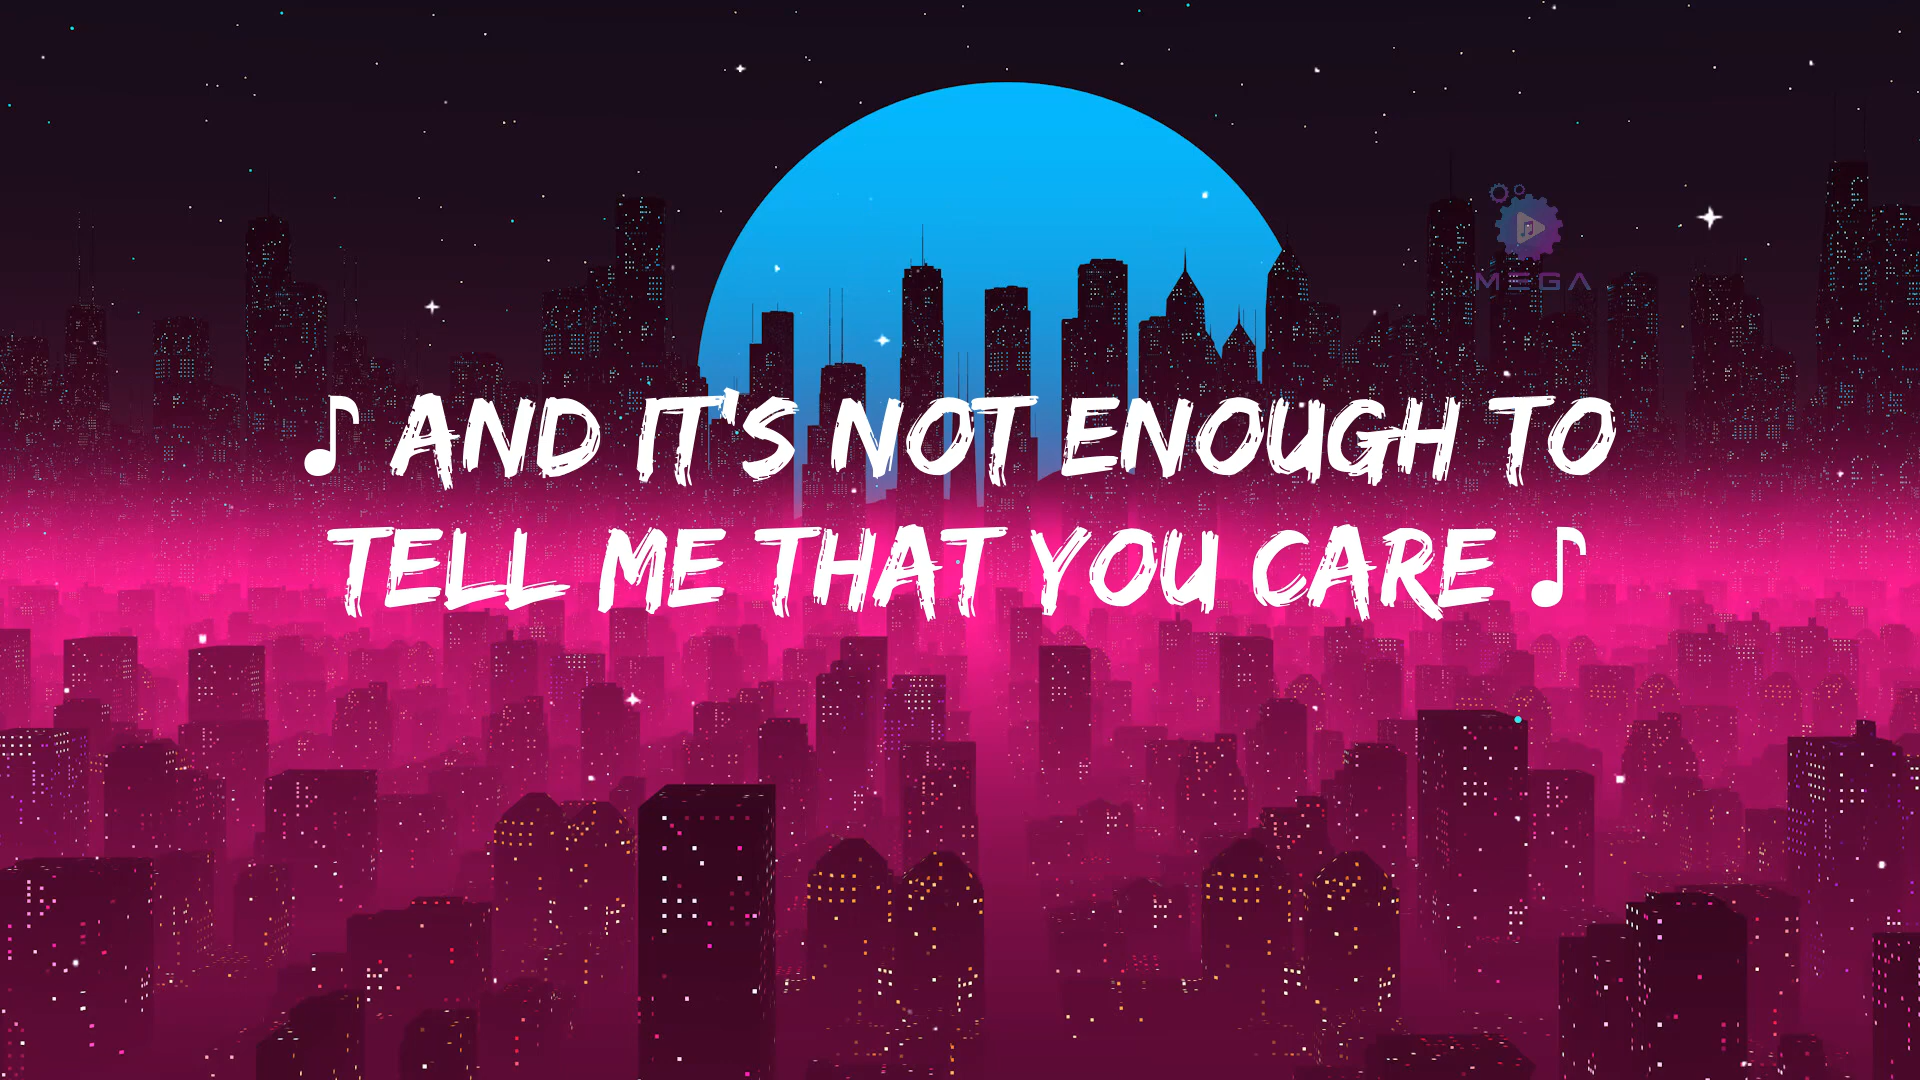 MEGA
♪ AND IT'S NOT ENOUGH TO
TELL ME THAT YOU CARE ♪